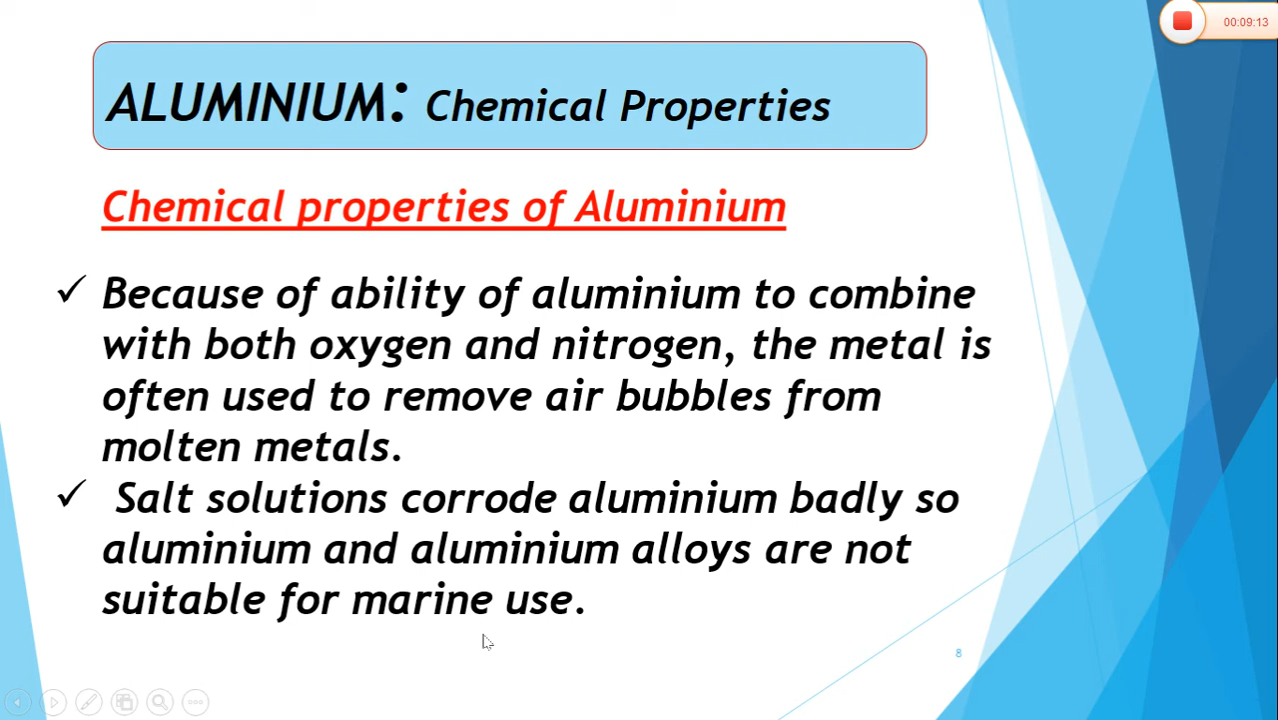 00:09:13
ALUMINIUM: Chemical Properties
Chemical properties of Aluminium
✓ Because of ability of aluminium to combine
with both oxygen and nitrogen, the metal is
often used to remove air bubbles from
molten metals.
✓ Salt solutions corrode aluminium badly so
aluminium and aluminium alloys are not
suitable for marine use.
8